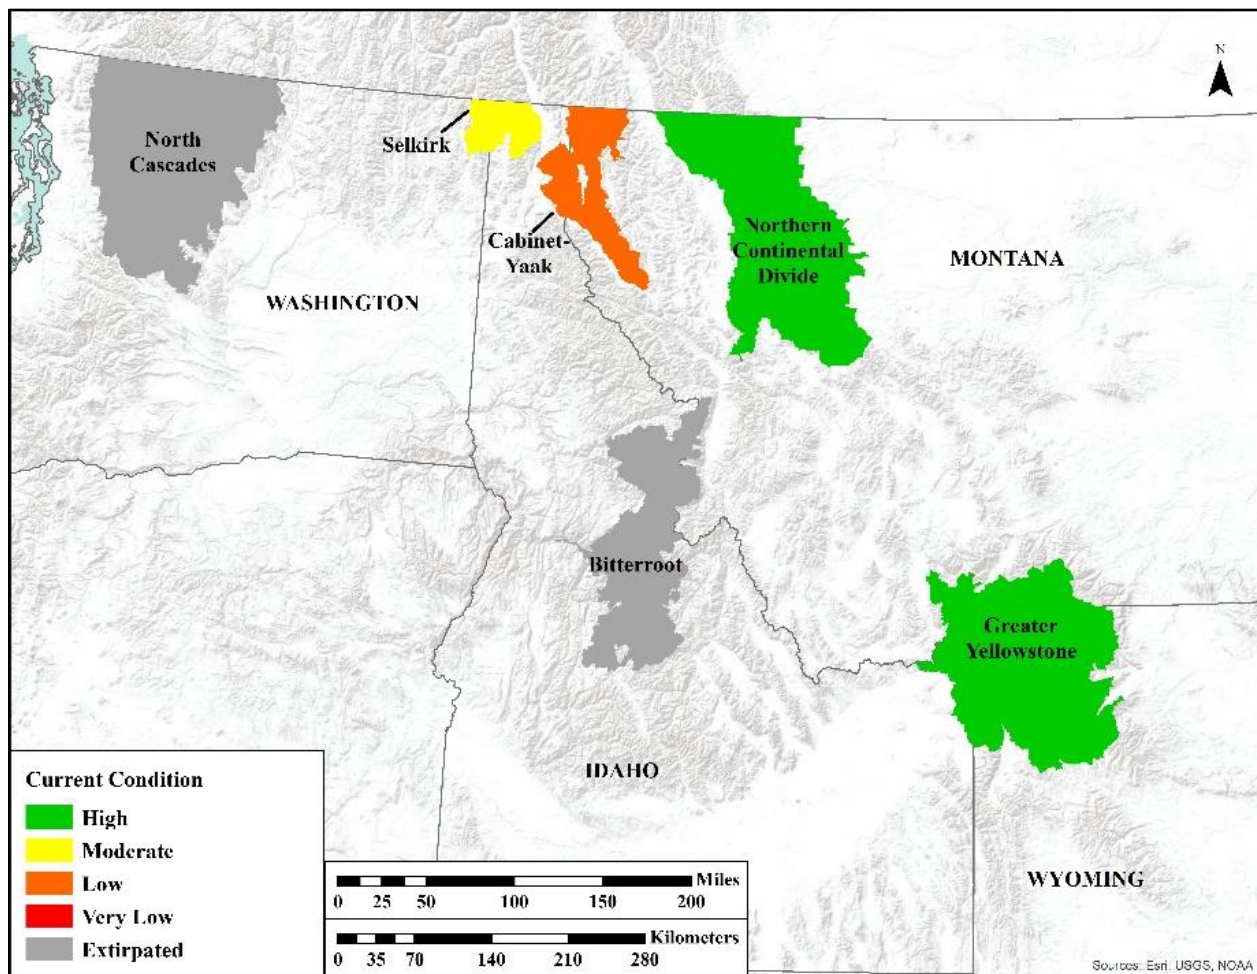 N
North
Cascades
Selkirk
Cabinet-
Yaak
Northern
Continental
Divide
MONTANA
WASHINGTON
Bitterroot
Greater
Yellowstone
IDAHO
WYOMING
Current Condition
High
Moderate
Low
Very Low
Extirpated
Miles
0 25 50 100 150 200
Kilometers
0 35 70 140 210 280
Sources: Esri, USGS, NOAA